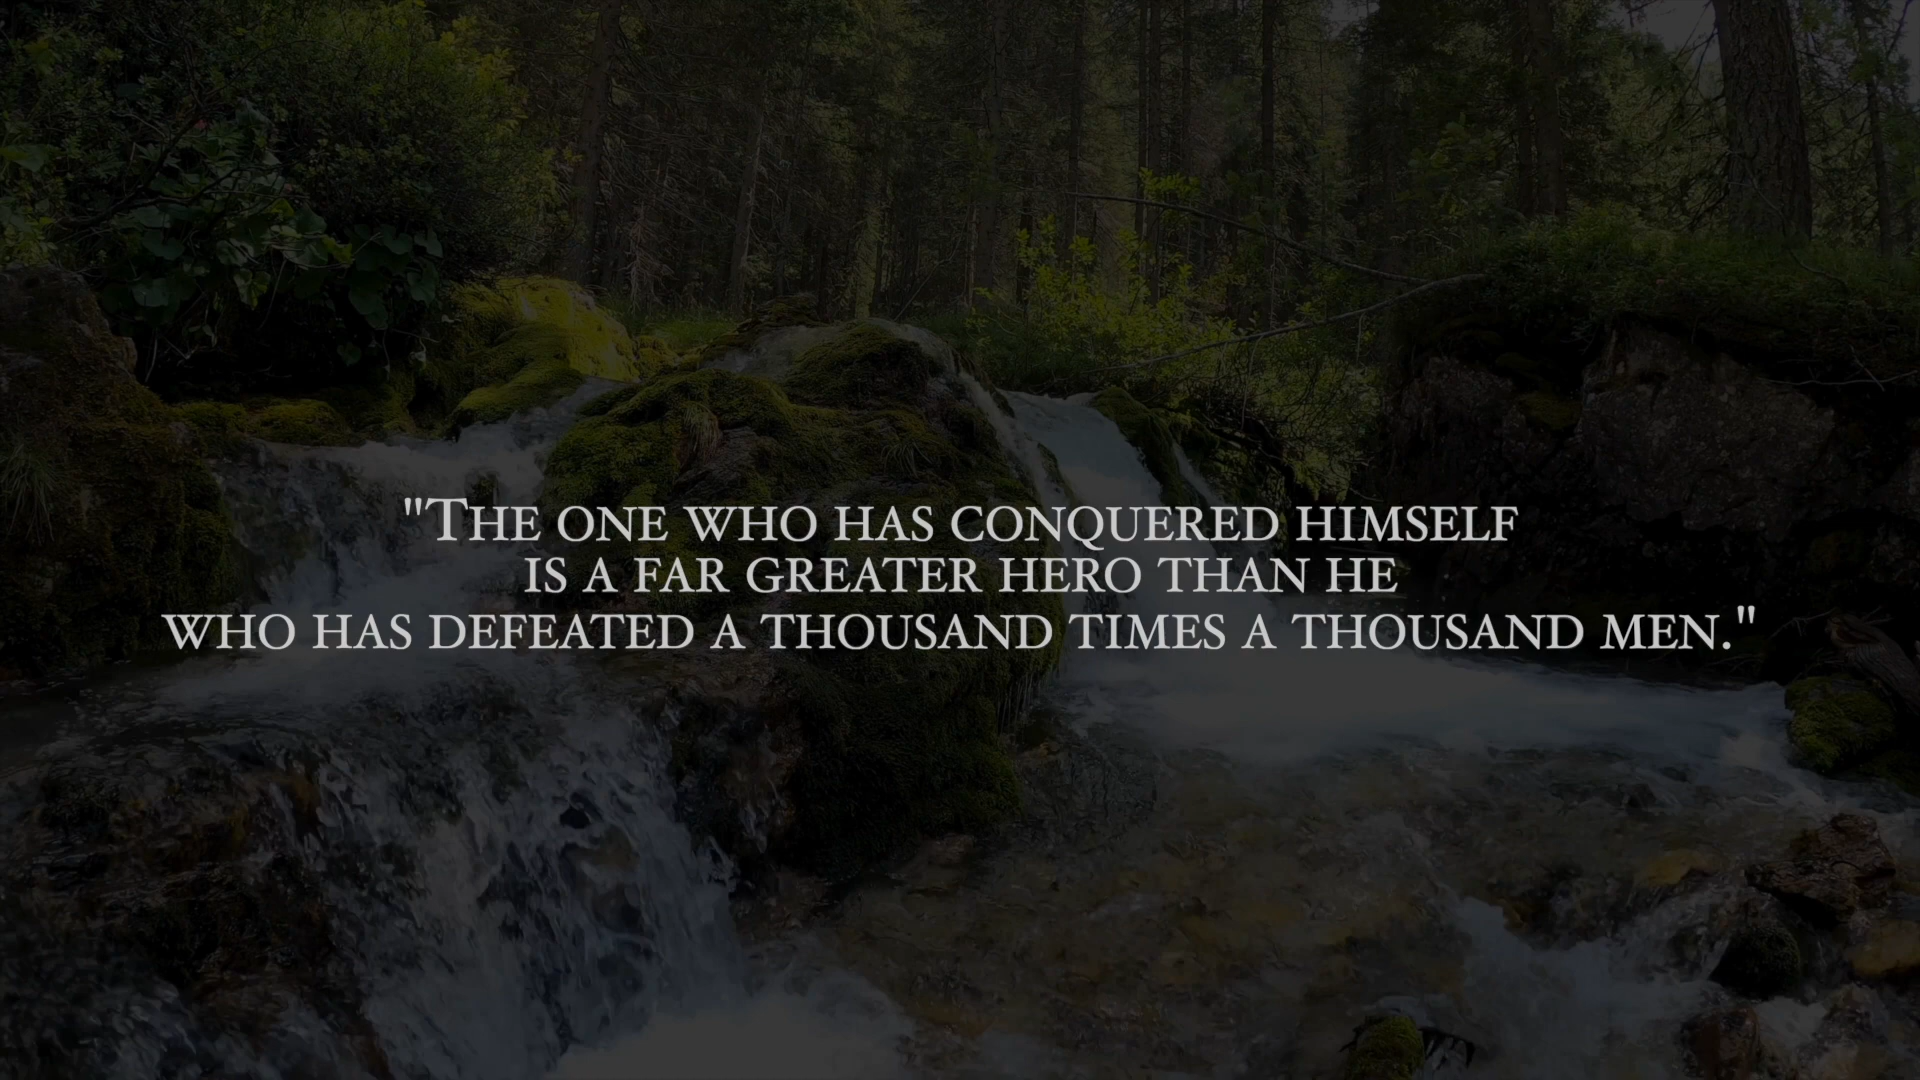 "The one who has conquered himself
is a far greater hero than he
who has defeated a thousand times a thousand men."